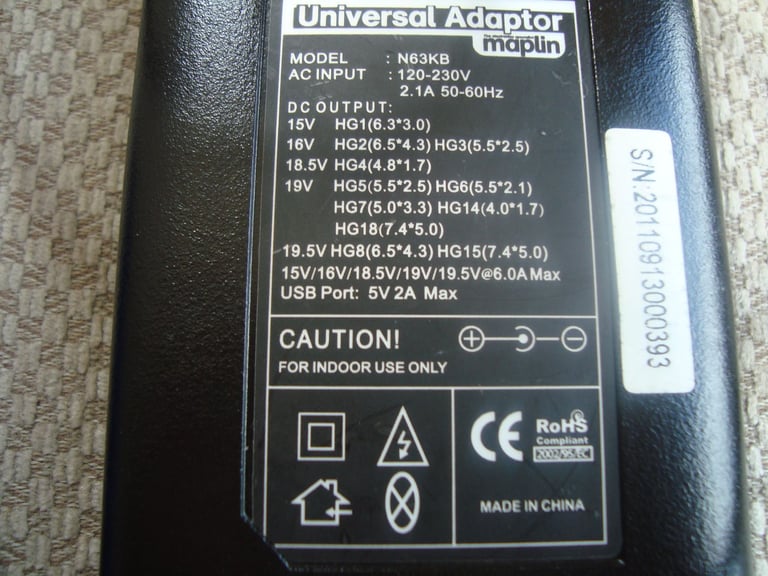 Universal Adaptor
maplin
MODEL : N63KB
AC INPUT : 120-230V
2.1A 50-60Hz
DC OUTPUT:
15V HG1(6.3*3.0)
16V HG2(6.5*4.3) HG3(5.5*2.5)
18.5V HG4(4.8*1.7)
19V HG5(5.5*2.5) HG6(5.5*2.1)
HG7(5.0*3.3) HG14(4.0*1.7)
HG18(7.4*5.0)
19.5V HG8(6.5*4.3) HG15(7.4*5.0)
15V/16V/18.5V/19V/19.5V@6.0A Max
USB Port: 5V 2A Max
CAUTION!
FOR INDOOR USE ONLY
CE
RoHS
Compliant
2002/95/EC
MADE IN CHINA
S/N:20110913000393